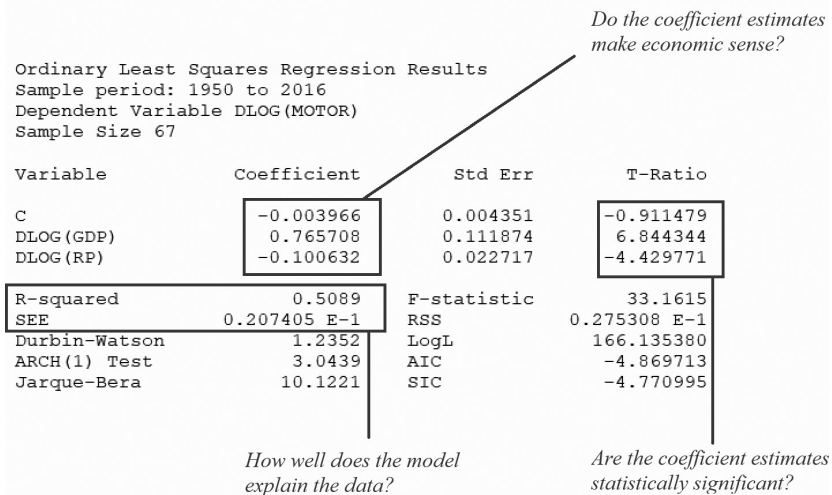 Do the coefficient estimates
make economic sense?
Ordinary Least Squares Regression Results
Sample period: 1950 to 2016
Dependent Variable DLOG(MOTOR)
Sample Size 67
Variable Coefficient Std Err T-Ratio
C -0.003966 0.004351 -0.911479
DLOG(GDP) 0.765708 0.111874 6.844344
DLOG(RP) -0.100632 0.022717 -4.429771
R-squared 0.5089 F-statistic 33.1615
SEE 0.207405 E-1 RSS 0.275308 E-1
Durbin-Watson 1.2352 LogL 166.135380
ARCH(1) Test 3.0439 AIC -4.869713
Jarque-Bera 10.1221 SIC -4.770995
How well does the model
explain the data?
Are the coefficient estimates
statistically significant?